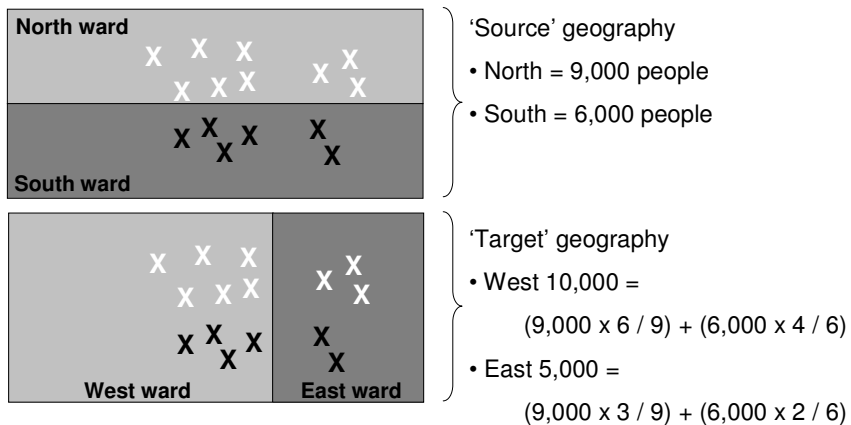 North ward
X X X X X X X X X
X X X X X X
South ward
‘Source’ geography
• North = 9,000 people
• South = 6,000 people
X X X X X X X X X
X X X X X X
West ward
East ward
‘Target’ geography
• West 10,000 =
(9,000 x 6 / 9) + (6,000 x 4 / 6)
• East 5,000 =
(9,000 x 3 / 9) + (6,000 x 2 / 6)